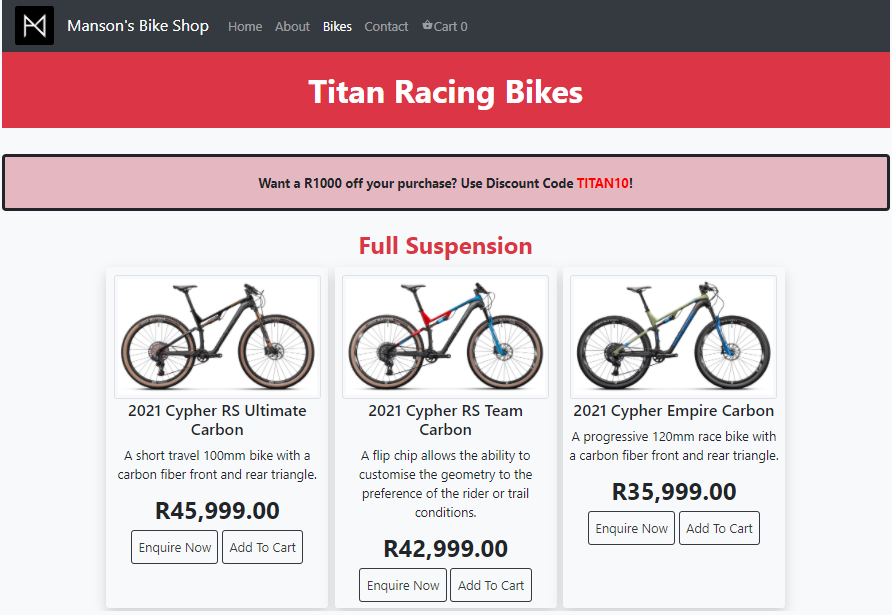 Manson's Bike Shop Home About Bikes Contact Cart 0
Titan Racing Bikes
Want a R1000 off your purchase? Use Discount Code TITAN10!
Full Suspension
2021 Cypher RS Ultimate
Carbon
A short travel 100mm bike with a
carbon fiber front and rear triangle.
R45,999.00
Enquire Now Add To Cart
2021 Cypher RS Team
Carbon
A flip chip allows the ability to
customise the geometry to the
preference of the rider or trail
conditions.
R42,999.00
Enquire Now Add To Cart
2021 Cypher Empire Carbon
A progressive 120mm race bike with
a carbon fiber front and rear triangle.
R35,999.00
Enquire Now Add To Cart